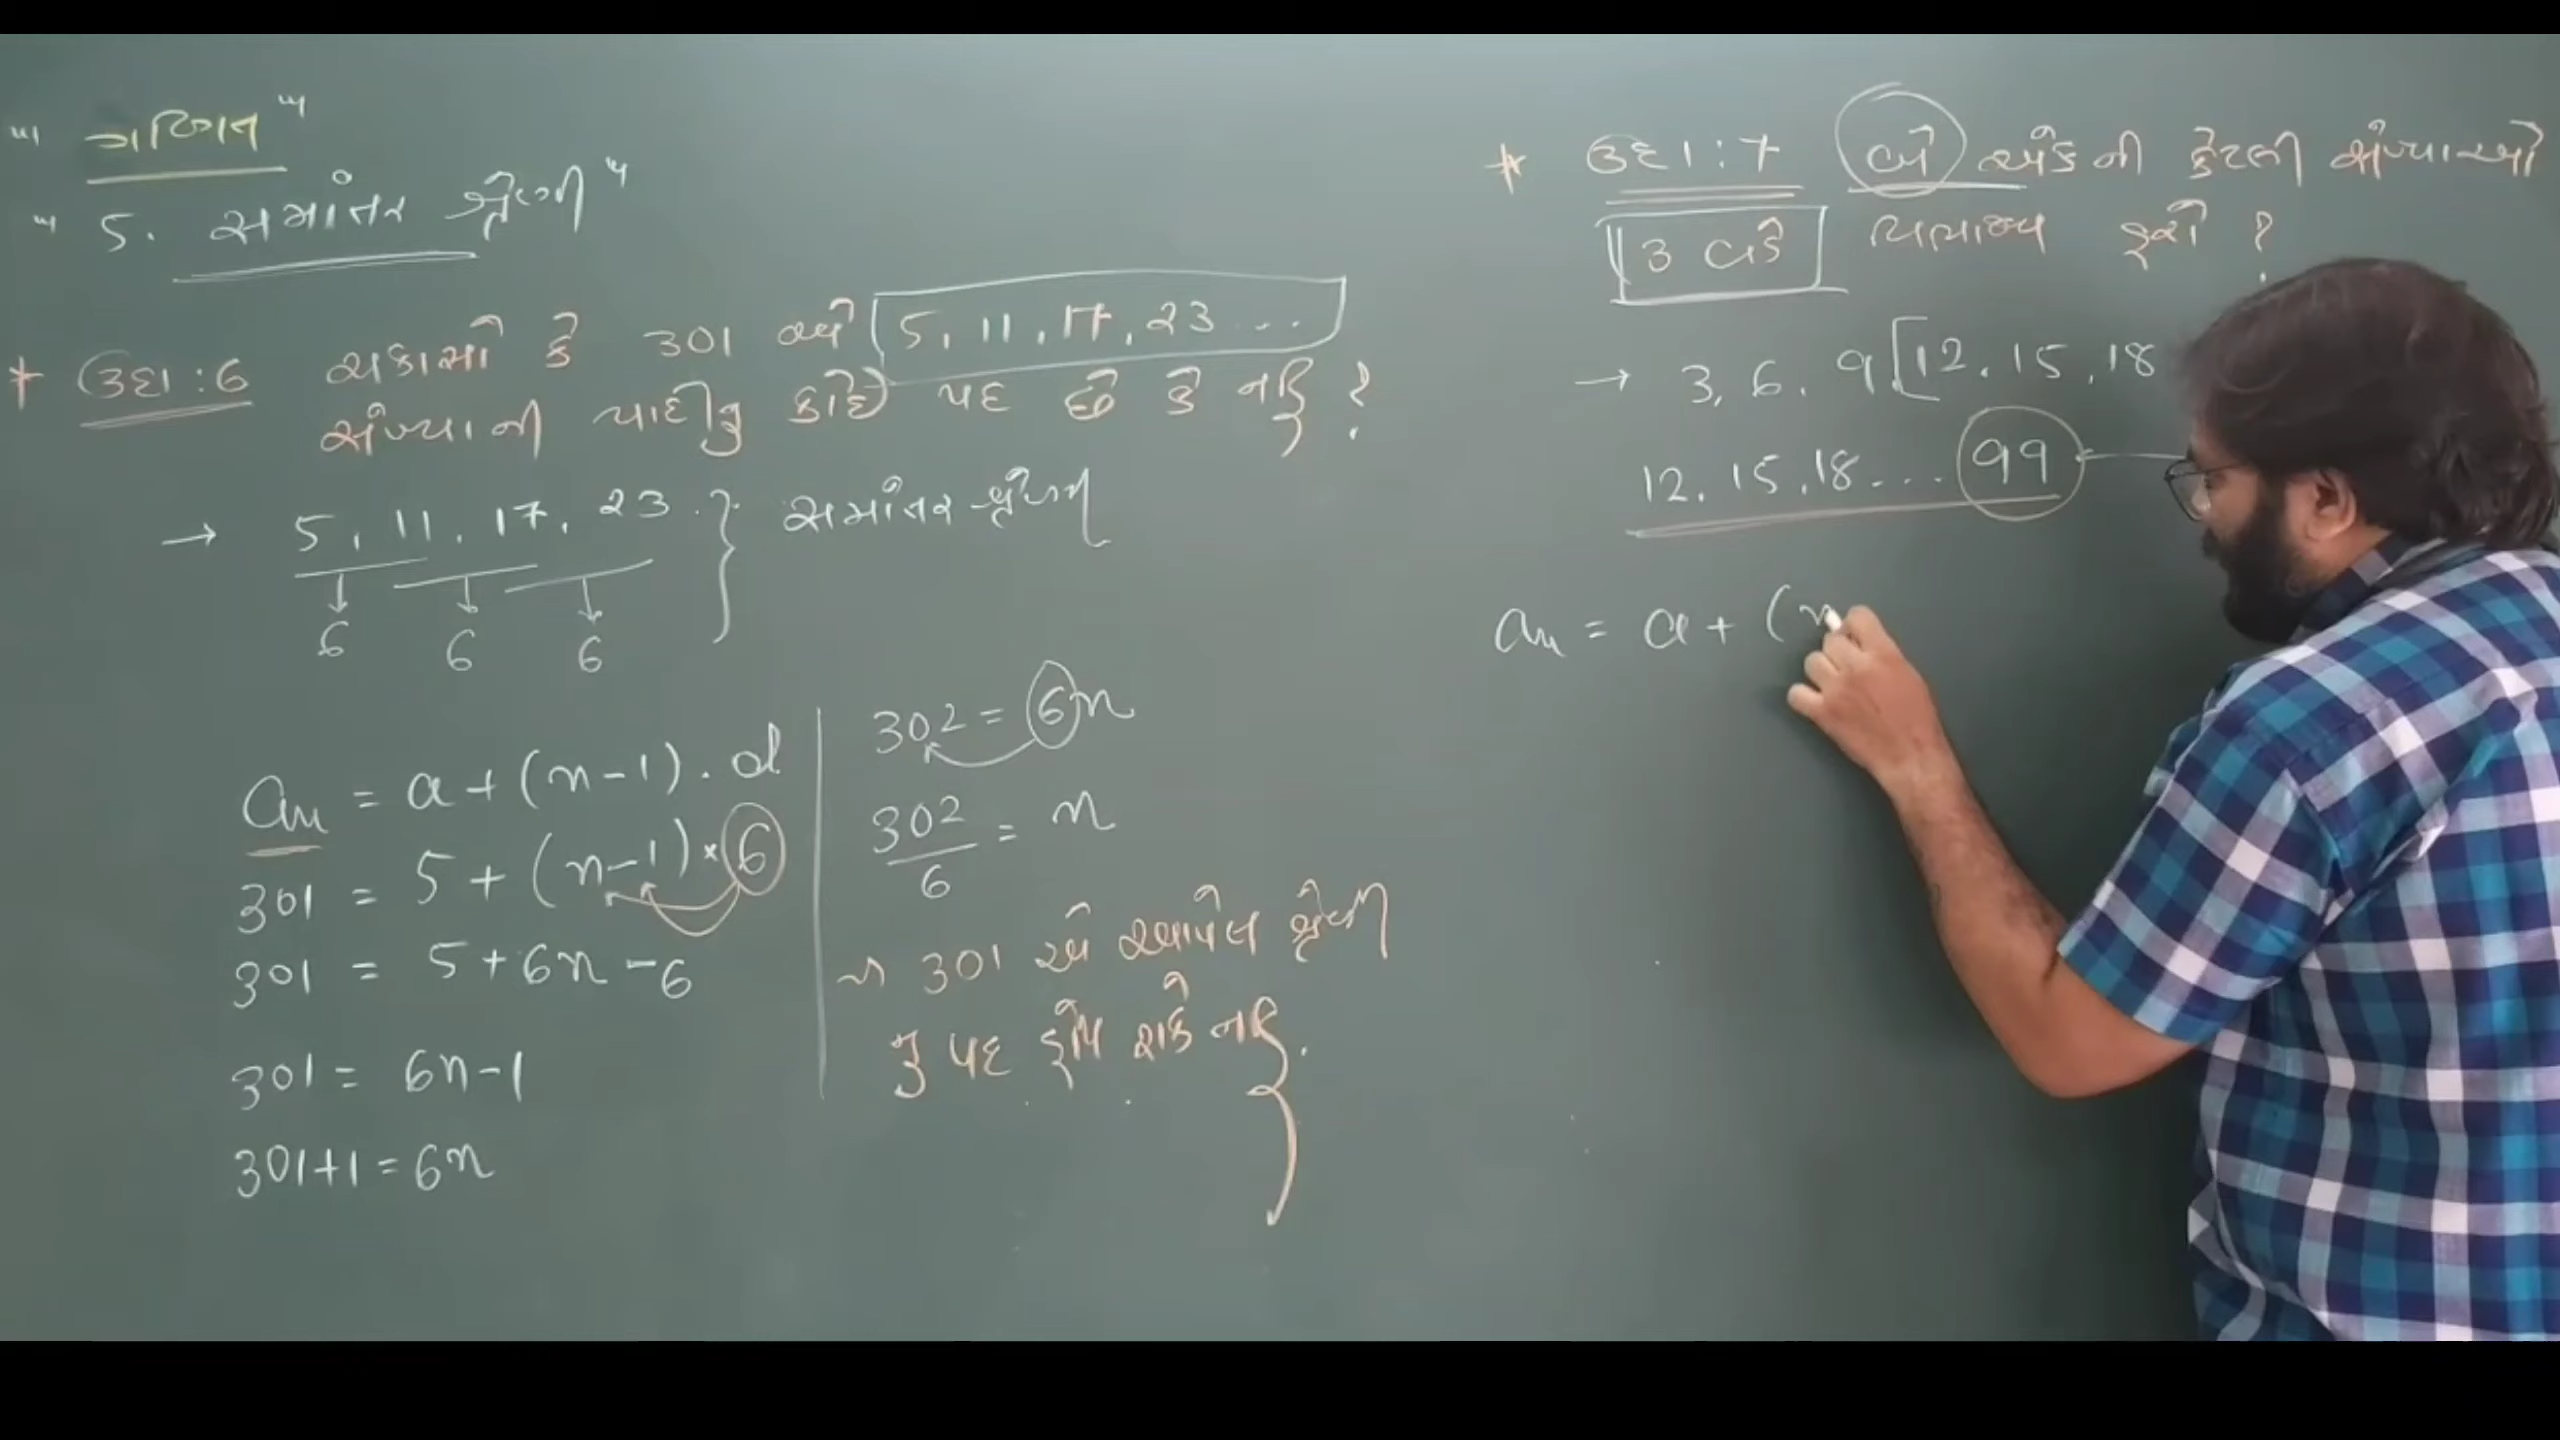 "ગણિત"
"5. સમાંતર શ્રેણી"
* ઉદા : 6 ચકાસો કે 301 એ 5, 11, 17, 23 ...
સંખ્યાની યાદીનું કોઈ પદ છે કે નહિ ?
→ 5, 11, 17, 23 . } સમાંતર શ્રેણી
6 6 6
an = a + (n-1) . d
301 = 5 + (n-1) × 6
301 = 5 + 6n - 6
301 = 6n - 1
301 + 1 = 6n
302 = 6n
302/6 = n
301 એ આપેલ શ્રેણી
નું પદ હોય શકે નહિ.
* ઉદા : 7 બે અંકની કેટલી સંખ્યાઓ
3 વડે વિભાજ્ય હશે ?
→ 3, 6, 9 [12, 15, 18
12, 15, 18 ... 99
an = a + (n